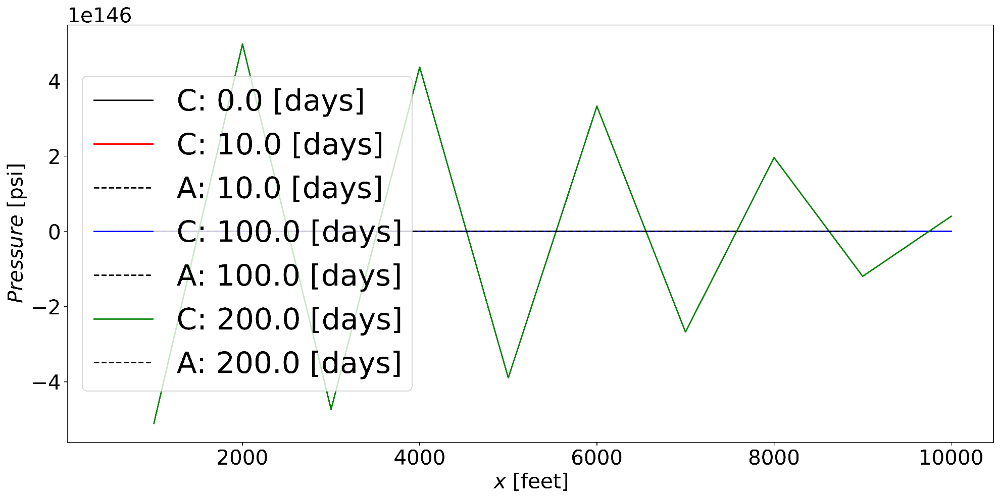 1e146
4
2
0
−2
−4
Pressure [psi]
C: 0.0 [days]
C: 10.0 [days]
A: 10.0 [days]
C: 100.0 [days]
A: 100.0 [days]
C: 200.0 [days]
A: 200.0 [days]
2000 4000 6000 8000 10000
x [feet]